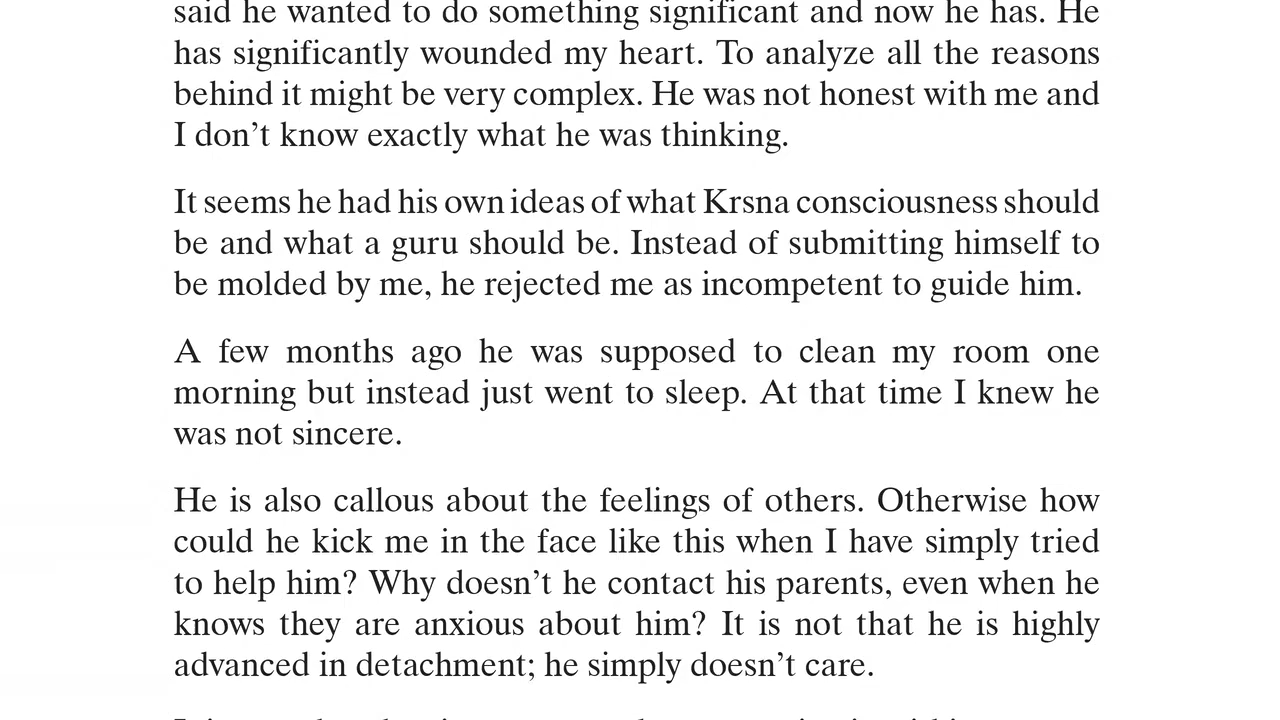 said he wanted to do something significant and now he has. He
has significantly wounded my heart. To analyze all the reasons
behind it might be very complex. He was not honest with me and
I don’t know exactly what he was thinking.
It seems he had his own ideas of what Krsna consciousness should
be and what a guru should be. Instead of submitting himself to
be molded by me, he rejected me as incompetent to guide him.
A few months ago he was supposed to clean my room one
morning but instead just went to sleep. At that time I knew he
was not sincere.
He is also callous about the feelings of others. Otherwise how
could he kick me in the face like this when I have simply tried
to help him? Why doesn’t he contact his parents, even when he
knows they are anxious about him? It is not that he is highly
advanced in detachment; he simply doesn’t care.